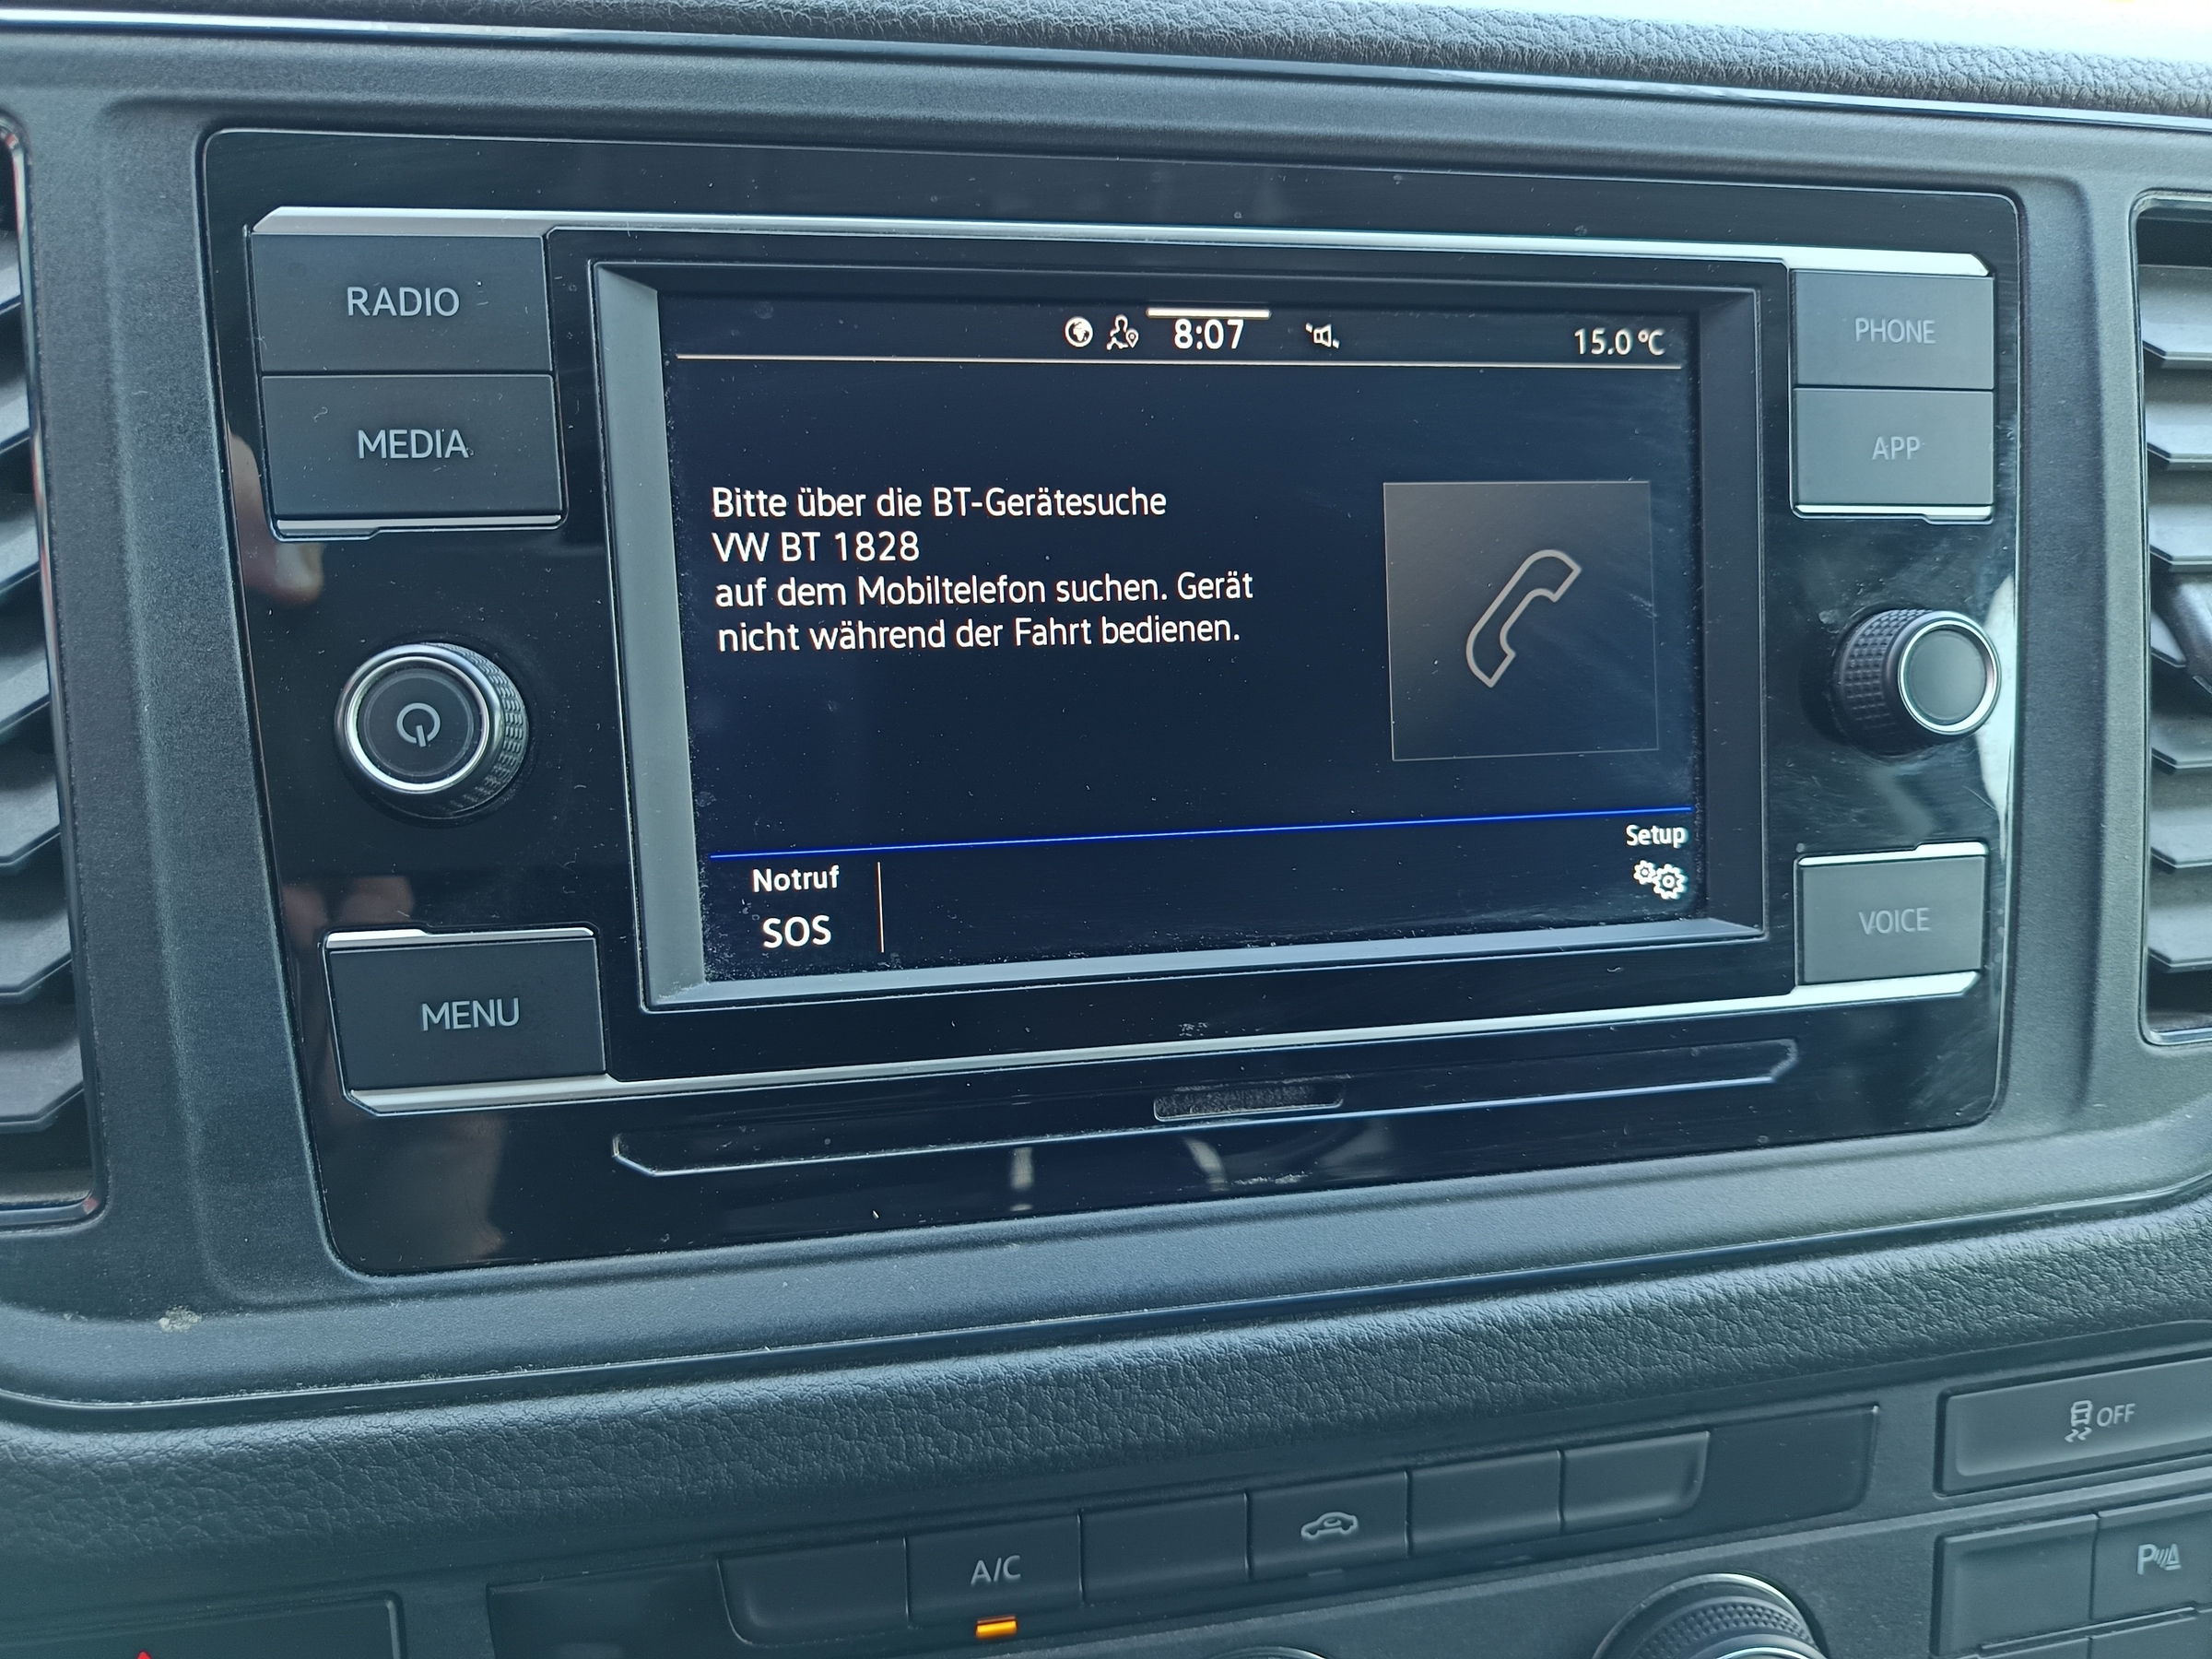 RADIO
MEDIA
MENU
8:07
15.0 °C
Bitte über die BT-Gerätesuche
VW BT 1828
auf dem Mobiltelefon suchen. Gerät
nicht während der Fahrt bedienen.
Notruf
SOS
Setup
PHONE
APP
VOICE
OFF
A/C
P